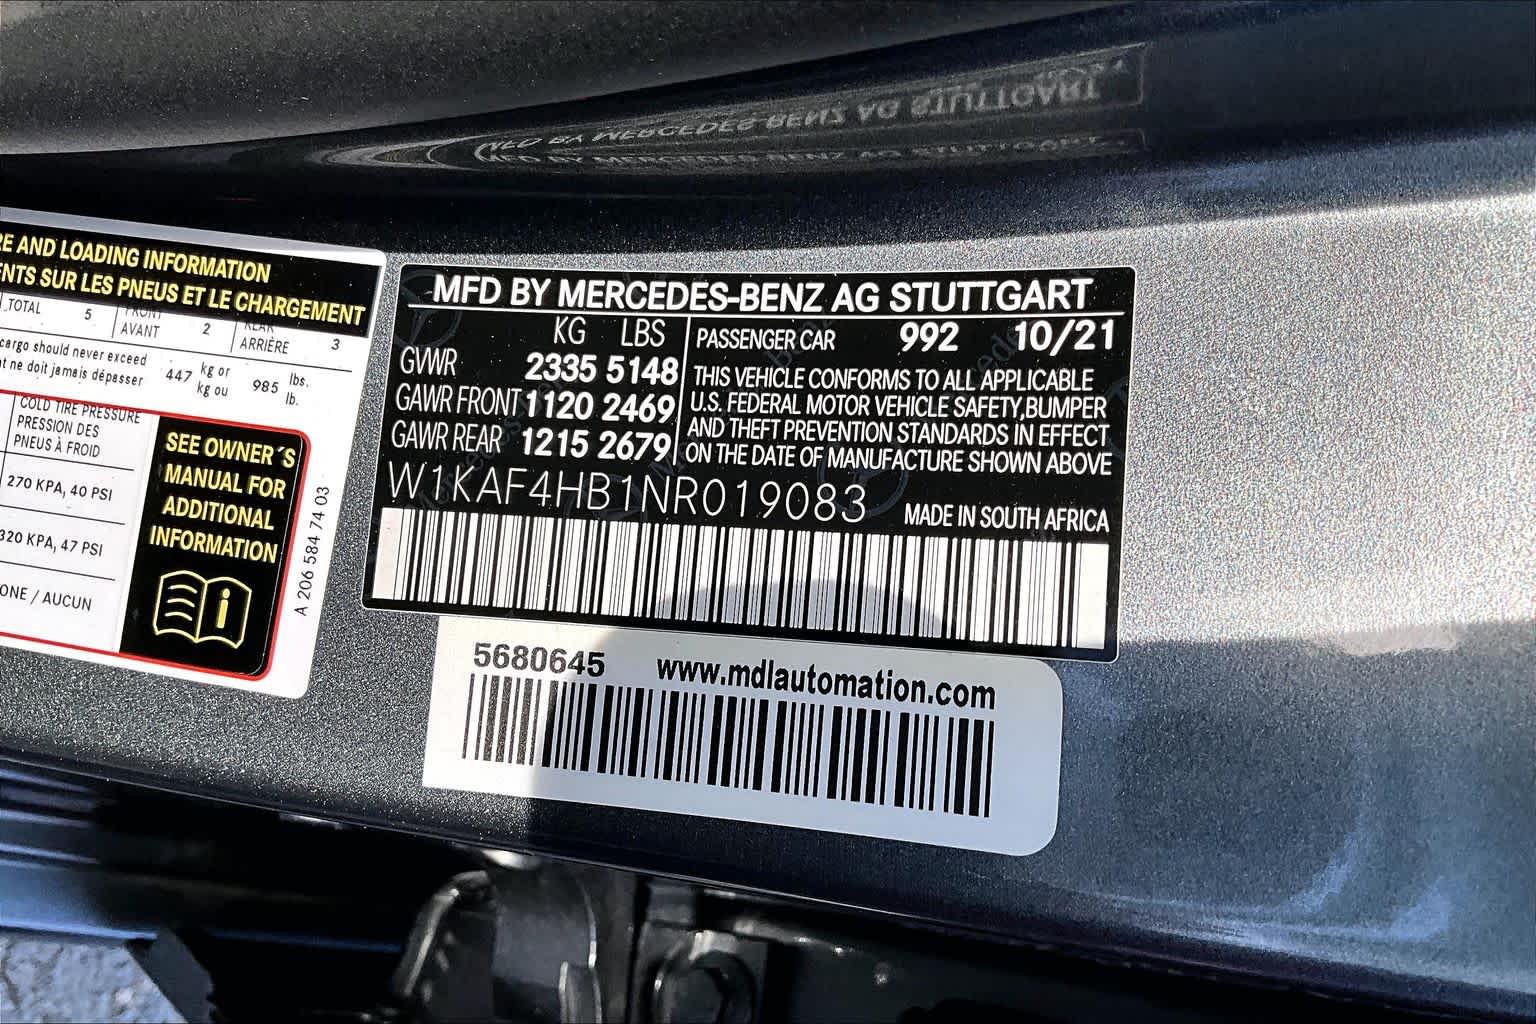 RE AND LOADING INFORMATION
ENTS SUR LES PNEUS ET LE CHARGEMENT
TOTAL 5 FRONT AVANT 2 REAR ARRIÈRE 3
cargo should never exceed 447 kg or 985 lbs.
nt ne doit jamais dépasser kg ou lb.
COLD TIRE PRESSURE
PRESSION DES
PNEUS À FROID
270 KPA, 40 PSI
320 KPA, 47 PSI
ONE / AUCUN
SEE OWNER´S
MANUAL FOR
ADDITIONAL
INFORMATION
A 206 584 74 03
MFD BY MERCEDES-BENZ AG STUTTGART
KG LBS
GVWR 2335 5148
GAWR FRONT 1120 2469
GAWR REAR 1215 2679
PASSENGER CAR 992 10/21
THIS VEHICLE CONFORMS TO ALL APPLICABLE
U.S. FEDERAL MOTOR VEHICLE SAFETY,BUMPER
AND THEFT PREVENTION STANDARDS IN EFFECT
ON THE DATE OF MANUFACTURE SHOWN ABOVE
W1KAF4HB1NR019083
MADE IN SOUTH AFRICA
5680645 www.mdlautomation.com